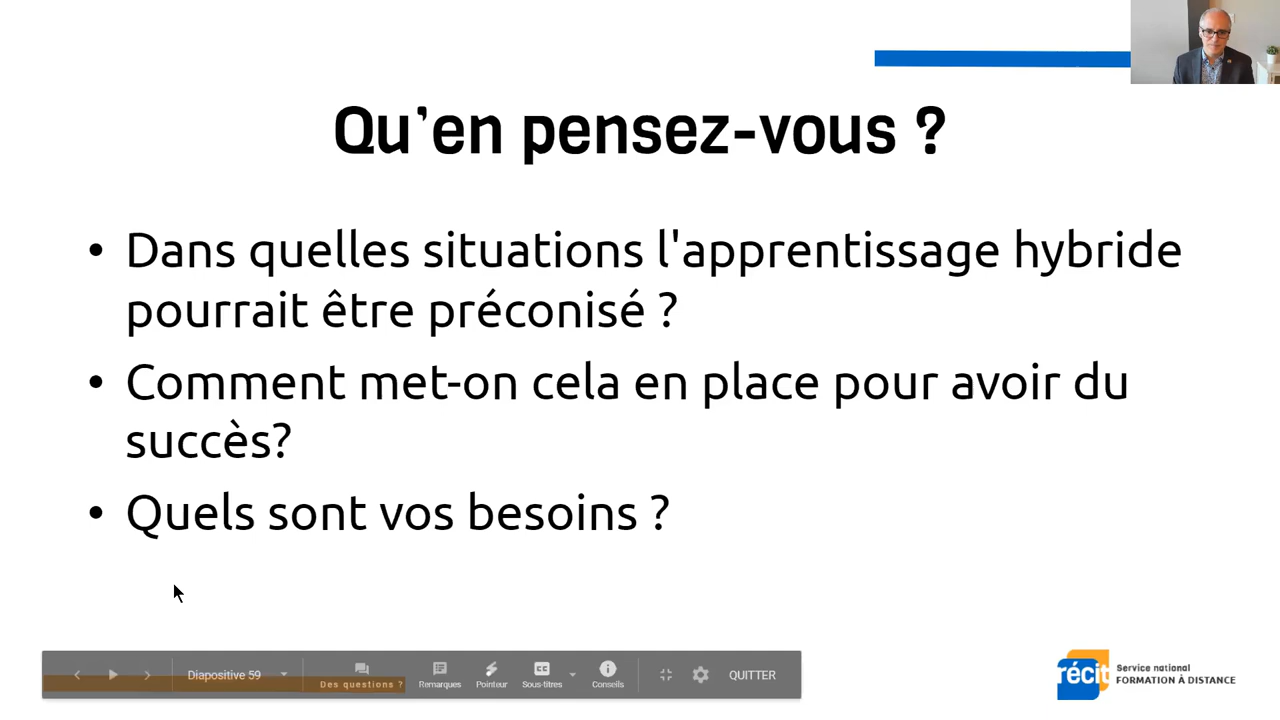 Qu'en pensez-vous ?
• Dans quelles situations l'apprentissage hybride
pourrait être préconisé ?
• Comment met-on cela en place pour avoir du
succès?
• Quels sont vos besoins ?
Diapositive 59
Des questions ?
Remarques
Pointeur
CC
Sous-titres
Conseils
QUITTER
récit
Service national
FORMATION À DISTANCE